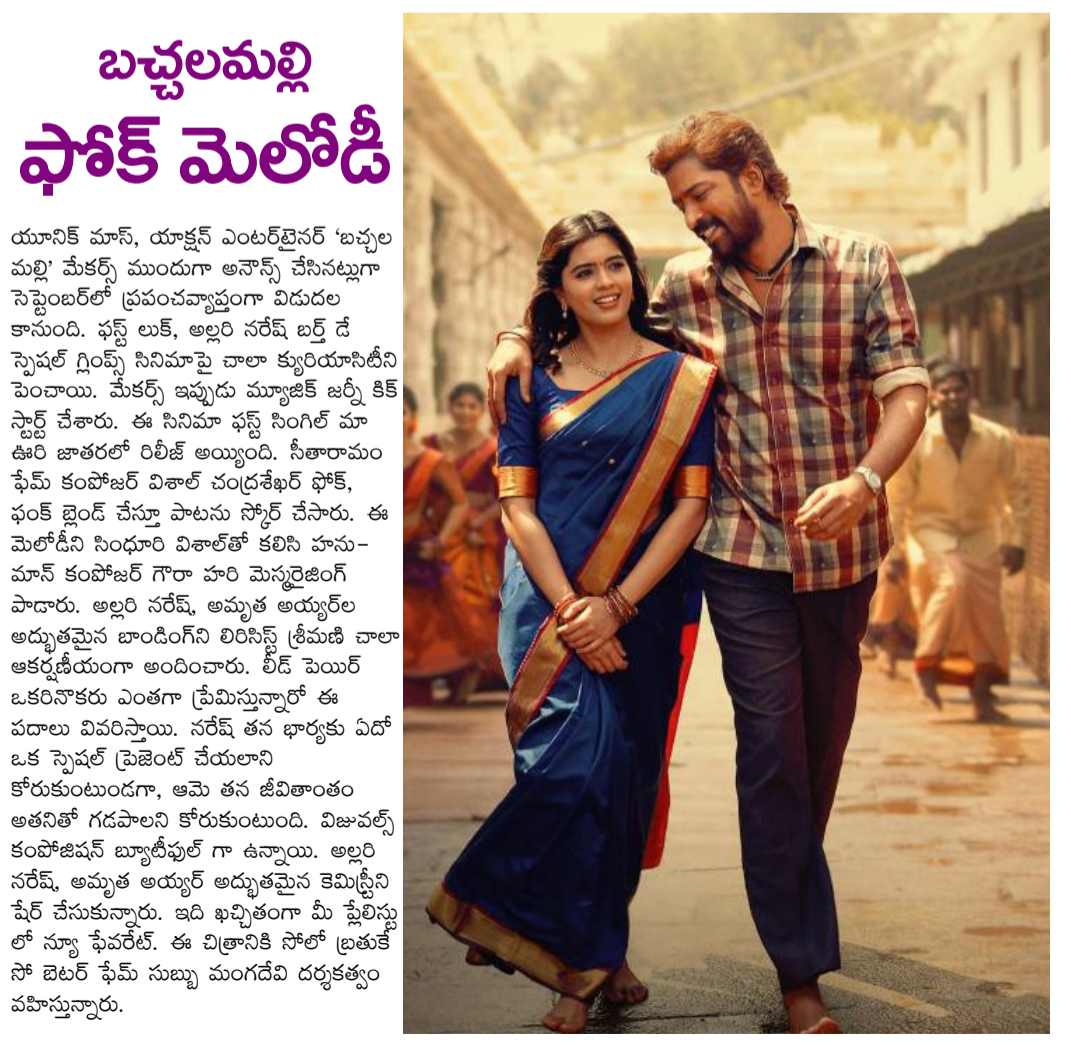 బచ్చలమల్లి
ఫోక్ మెలోడీ
యూనిక్ మాస్, యాక్షన్ ఎంటర్‌టైనర్ ‘బచ్చల
మల్లి’ మేకర్స్ ముందుగా అనౌన్స్ చేసినట్లుగా
సెప్టెంబర్‌లో ప్రపంచవ్యాప్తంగా విడుదల
కానుంది. ఫస్ట్ లుక్, అల్లరి నరేష్ బర్త్ డే
స్పెషల్ గ్లింప్స్ సినిమాపై చాలా క్యురియాసిటీని
పెంచాయి. మేకర్స్ ఇప్పుడు మ్యూజిక్ జర్నీ కిక్
స్టార్ట్ చేశారు. ఈ సినిమా ఫస్ట్ సింగిల్ మా
ఊరి జాతరలో రిలీజ్ అయ్యింది. సీతారామం
ఫేమ్ కంపోజర్ విశాల్ చంద్రశేఖర్ ఫోక్,
ఫంక్ బ్లెండ్ చేస్తూ పాటను స్కోర్ చేసారు. ఈ
మెలోడీని సింధూరి విశాల్‌తో కలిసి హను-
మాన్ కంపోజర్ గౌరా హరి మెస్మరైజింగ్
పాడారు. అల్లరి నరేష్, అమృత అయ్యర్‌ల
అద్భుతమైన బాండింగ్‌ని లిరిసిస్ట్ శ్రీమణి చాలా
ఆకర్షణీయంగా అందించారు. లీడ్ పెయిర్
ఒకరినొకరు ఎంతగా ప్రేమిస్తున్నారో ఈ
పదాలు వివరిస్తాయి. నరేష్ తన భార్యకు ఏదో
ఒక స్పెషల్ ప్రెజెంట్ చేయలాని
కోరుకుంటుండగా, ఆమె తన జీవితాంతం
అతనితో గడపాలని కోరుకుంటుంది. విజువల్స్
కంపోజిషన్ బ్యూటీఫుల్ గా ఉన్నాయి. అల్లరి
నరేష్, అమృత అయ్యర్ అద్భుతమైన కెమిస్ట్రీని
షేర్ చేసుకున్నారు. ఇది ఖచ్చితంగా మీ ప్లేలిస్టు
లో న్యూ ఫేవరేట్. ఈ చిత్రానికి సోలో బ్రతుకే
సో బెటర్ ఫేమ్ సుబ్బు మంగదేవి దర్శకత్వం
వహిస్తున్నారు.